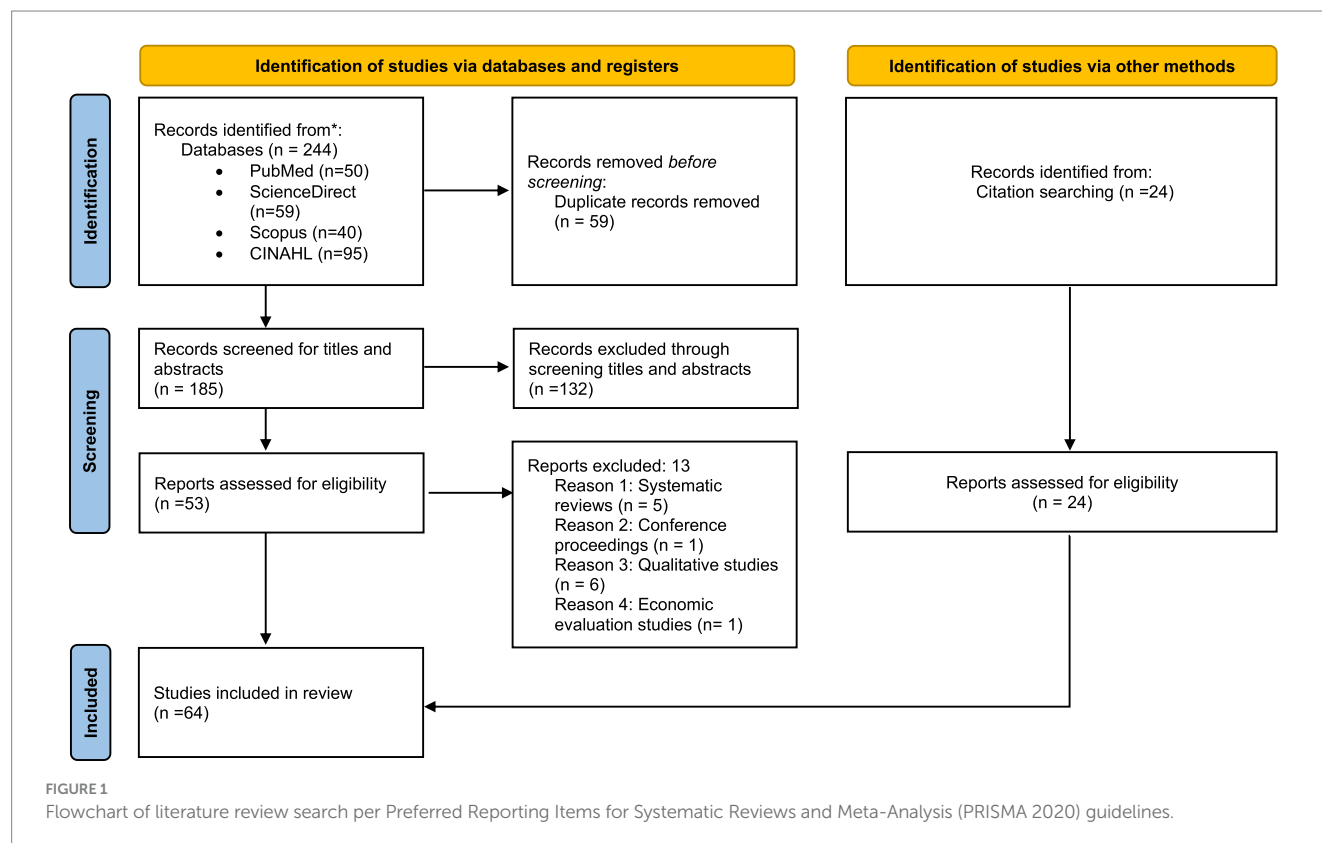 Identification of studies via databases and registers
Identification of studies via other methods
Identification
Records identified from*:
Databases (n = 244)
• PubMed (n=50)
• ScienceDirect
(n=59)
• Scopus (n=40)
• CINAHL (n=95)
Records removed before
screening:
Duplicate records removed
(n = 59)
Records identified from:
Citation searching (n =24)
Screening
Records screened for titles and
abstracts
(n = 185)
Records excluded through
screening titles and abstracts
(n =132)
Reports assessed for eligibility
(n =53)
Reports excluded: 13
Reason 1: Systematic
reviews (n = 5)
Reason 2: Conference
proceedings (n = 1)
Reason 3: Qualitative studies
(n = 6)
Reason 4: Economic
evaluation studies (n= 1)
Reports assessed for eligibility
(n = 24)
Included
Studies included in review
(n =64)
FIGURE 1
Flowchart of literature review search per Preferred Reporting Items for Systematic Reviews and Meta-Analysis (PRISMA 2020) guidelines.